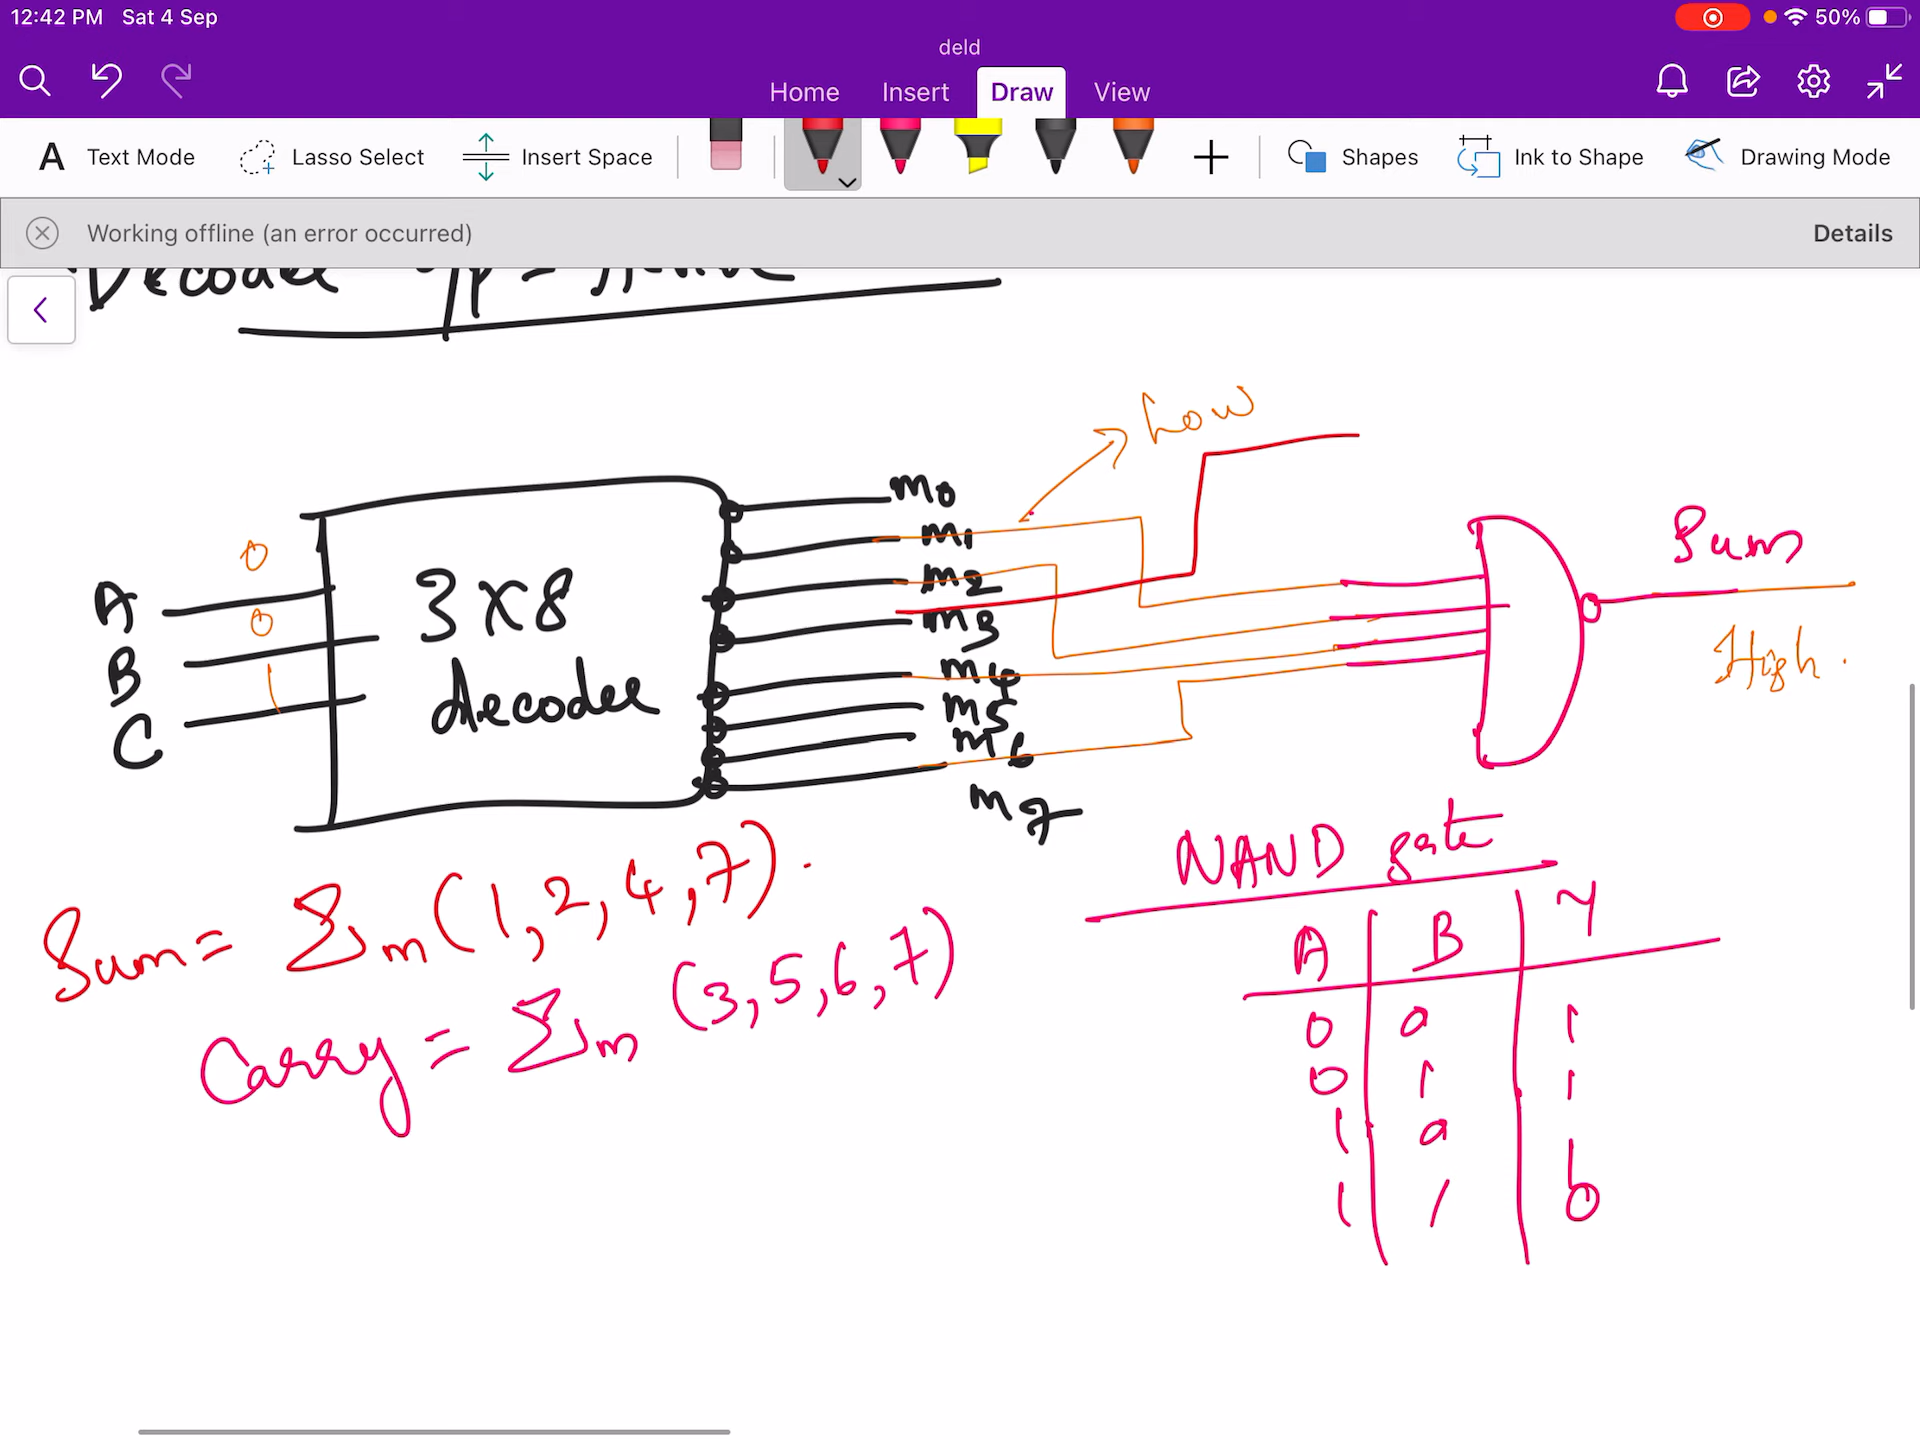 12:42 PM Sat 4 Sep
50%
deld
Home Insert Draw View
A Text Mode Lasso Select Insert Space Shapes Ink to Shape Drawing Mode
Working offline (an error occurred) Details
Decoder
Low
m0
m1
m2
m3
m4
m5
m6
m7
0
0
1
A
B
C
3X8
decoder
Sum
High.
Sum = Σm (1,2,4,7).
Carry = Σm (3,5,6,7)
NAND gate
A B Y
0 0 1
0 1 1
1 0 1
1 1 0